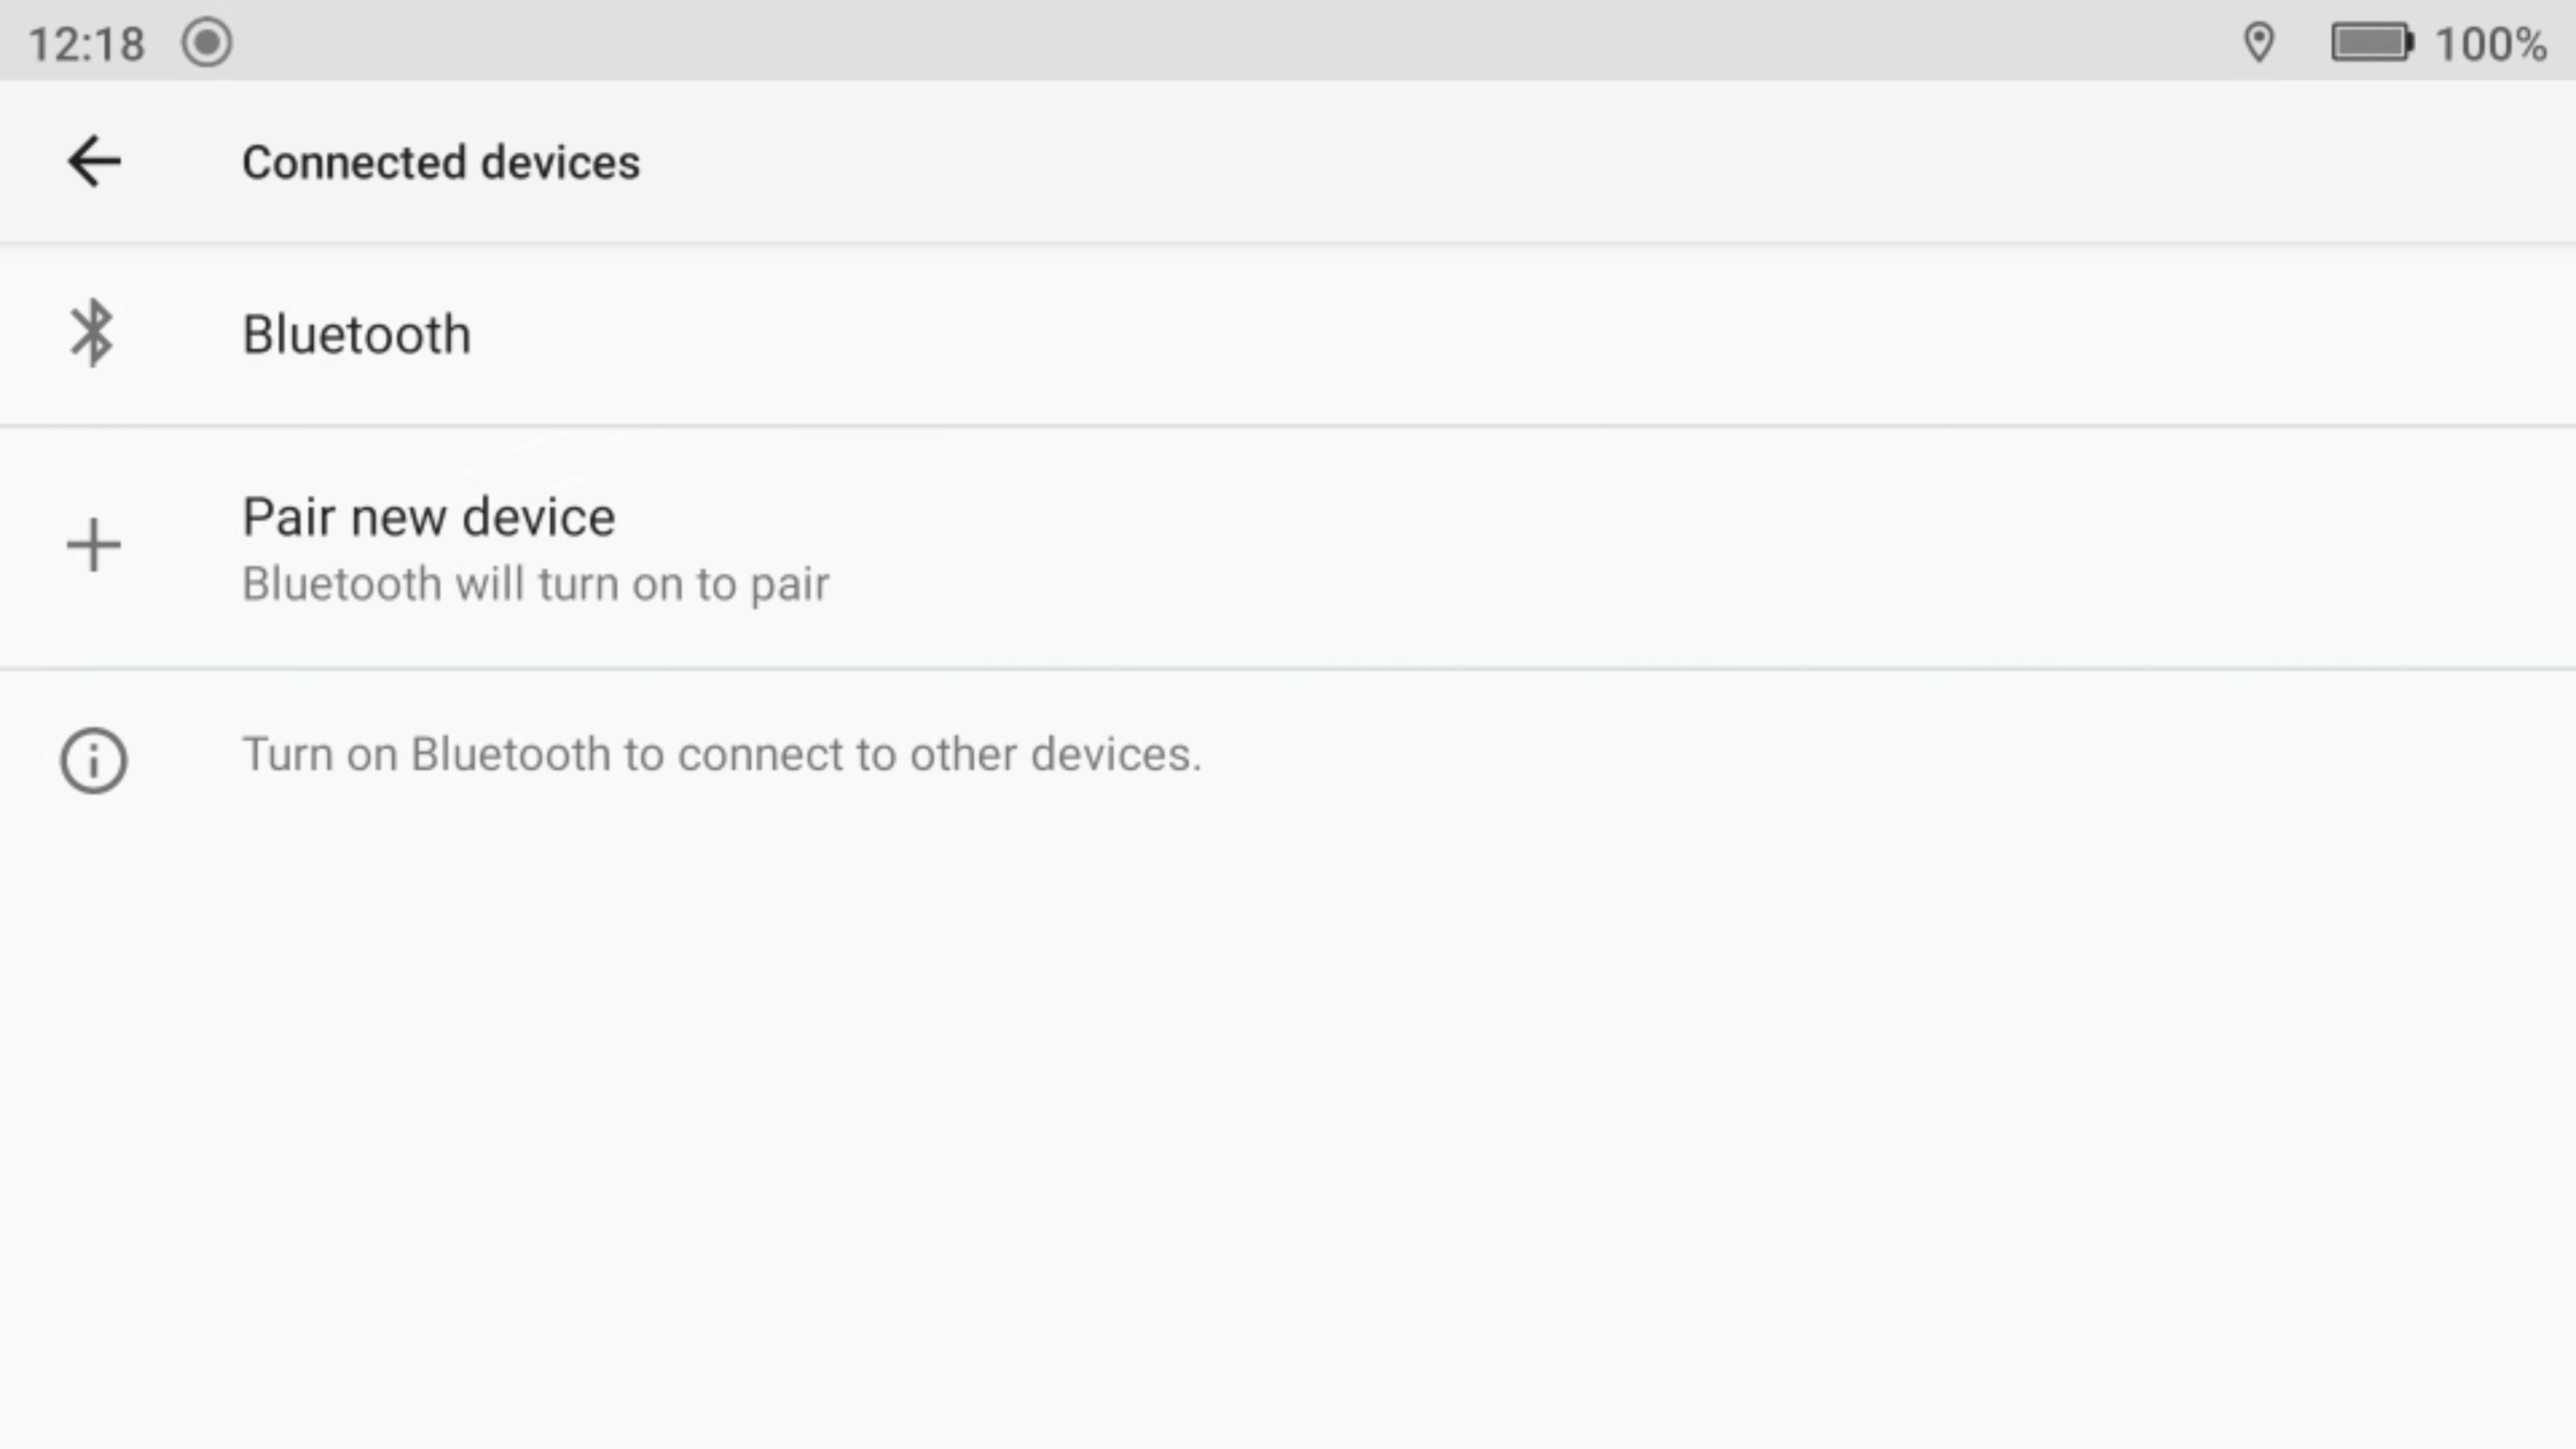 12:18
100%
Connected devices
Bluetooth
Pair new device
Bluetooth will turn on to pair
Turn on Bluetooth to connect to other devices.